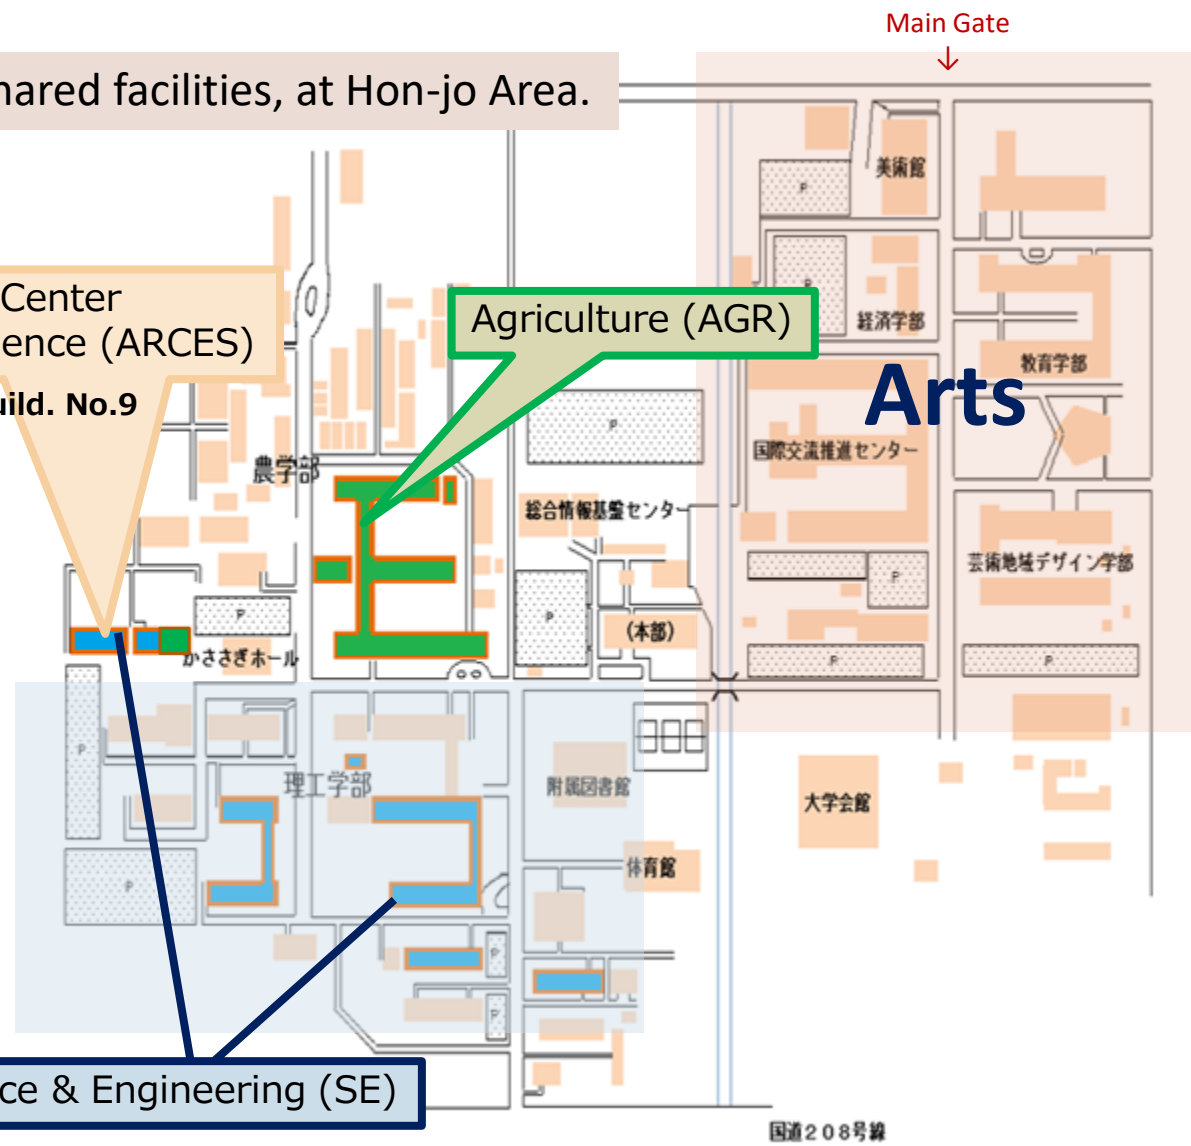 Main Gate
↓
hared facilities, at Hon-jo Area.
美術館
P
P
Center
ence (ARCES)
uild. No.9
Agriculture (AGR)
経済学部
教育学部
Arts
P
国際交流推進センター
農学部
総合情報基盤センター
芸術地域デザイン学部
P
P
P
(本部)
かささぎホール
P
P
P
理工学部
附属図書館
大学会館
体育館
P
P
P
ce & Engineering (SE)
国道208号線